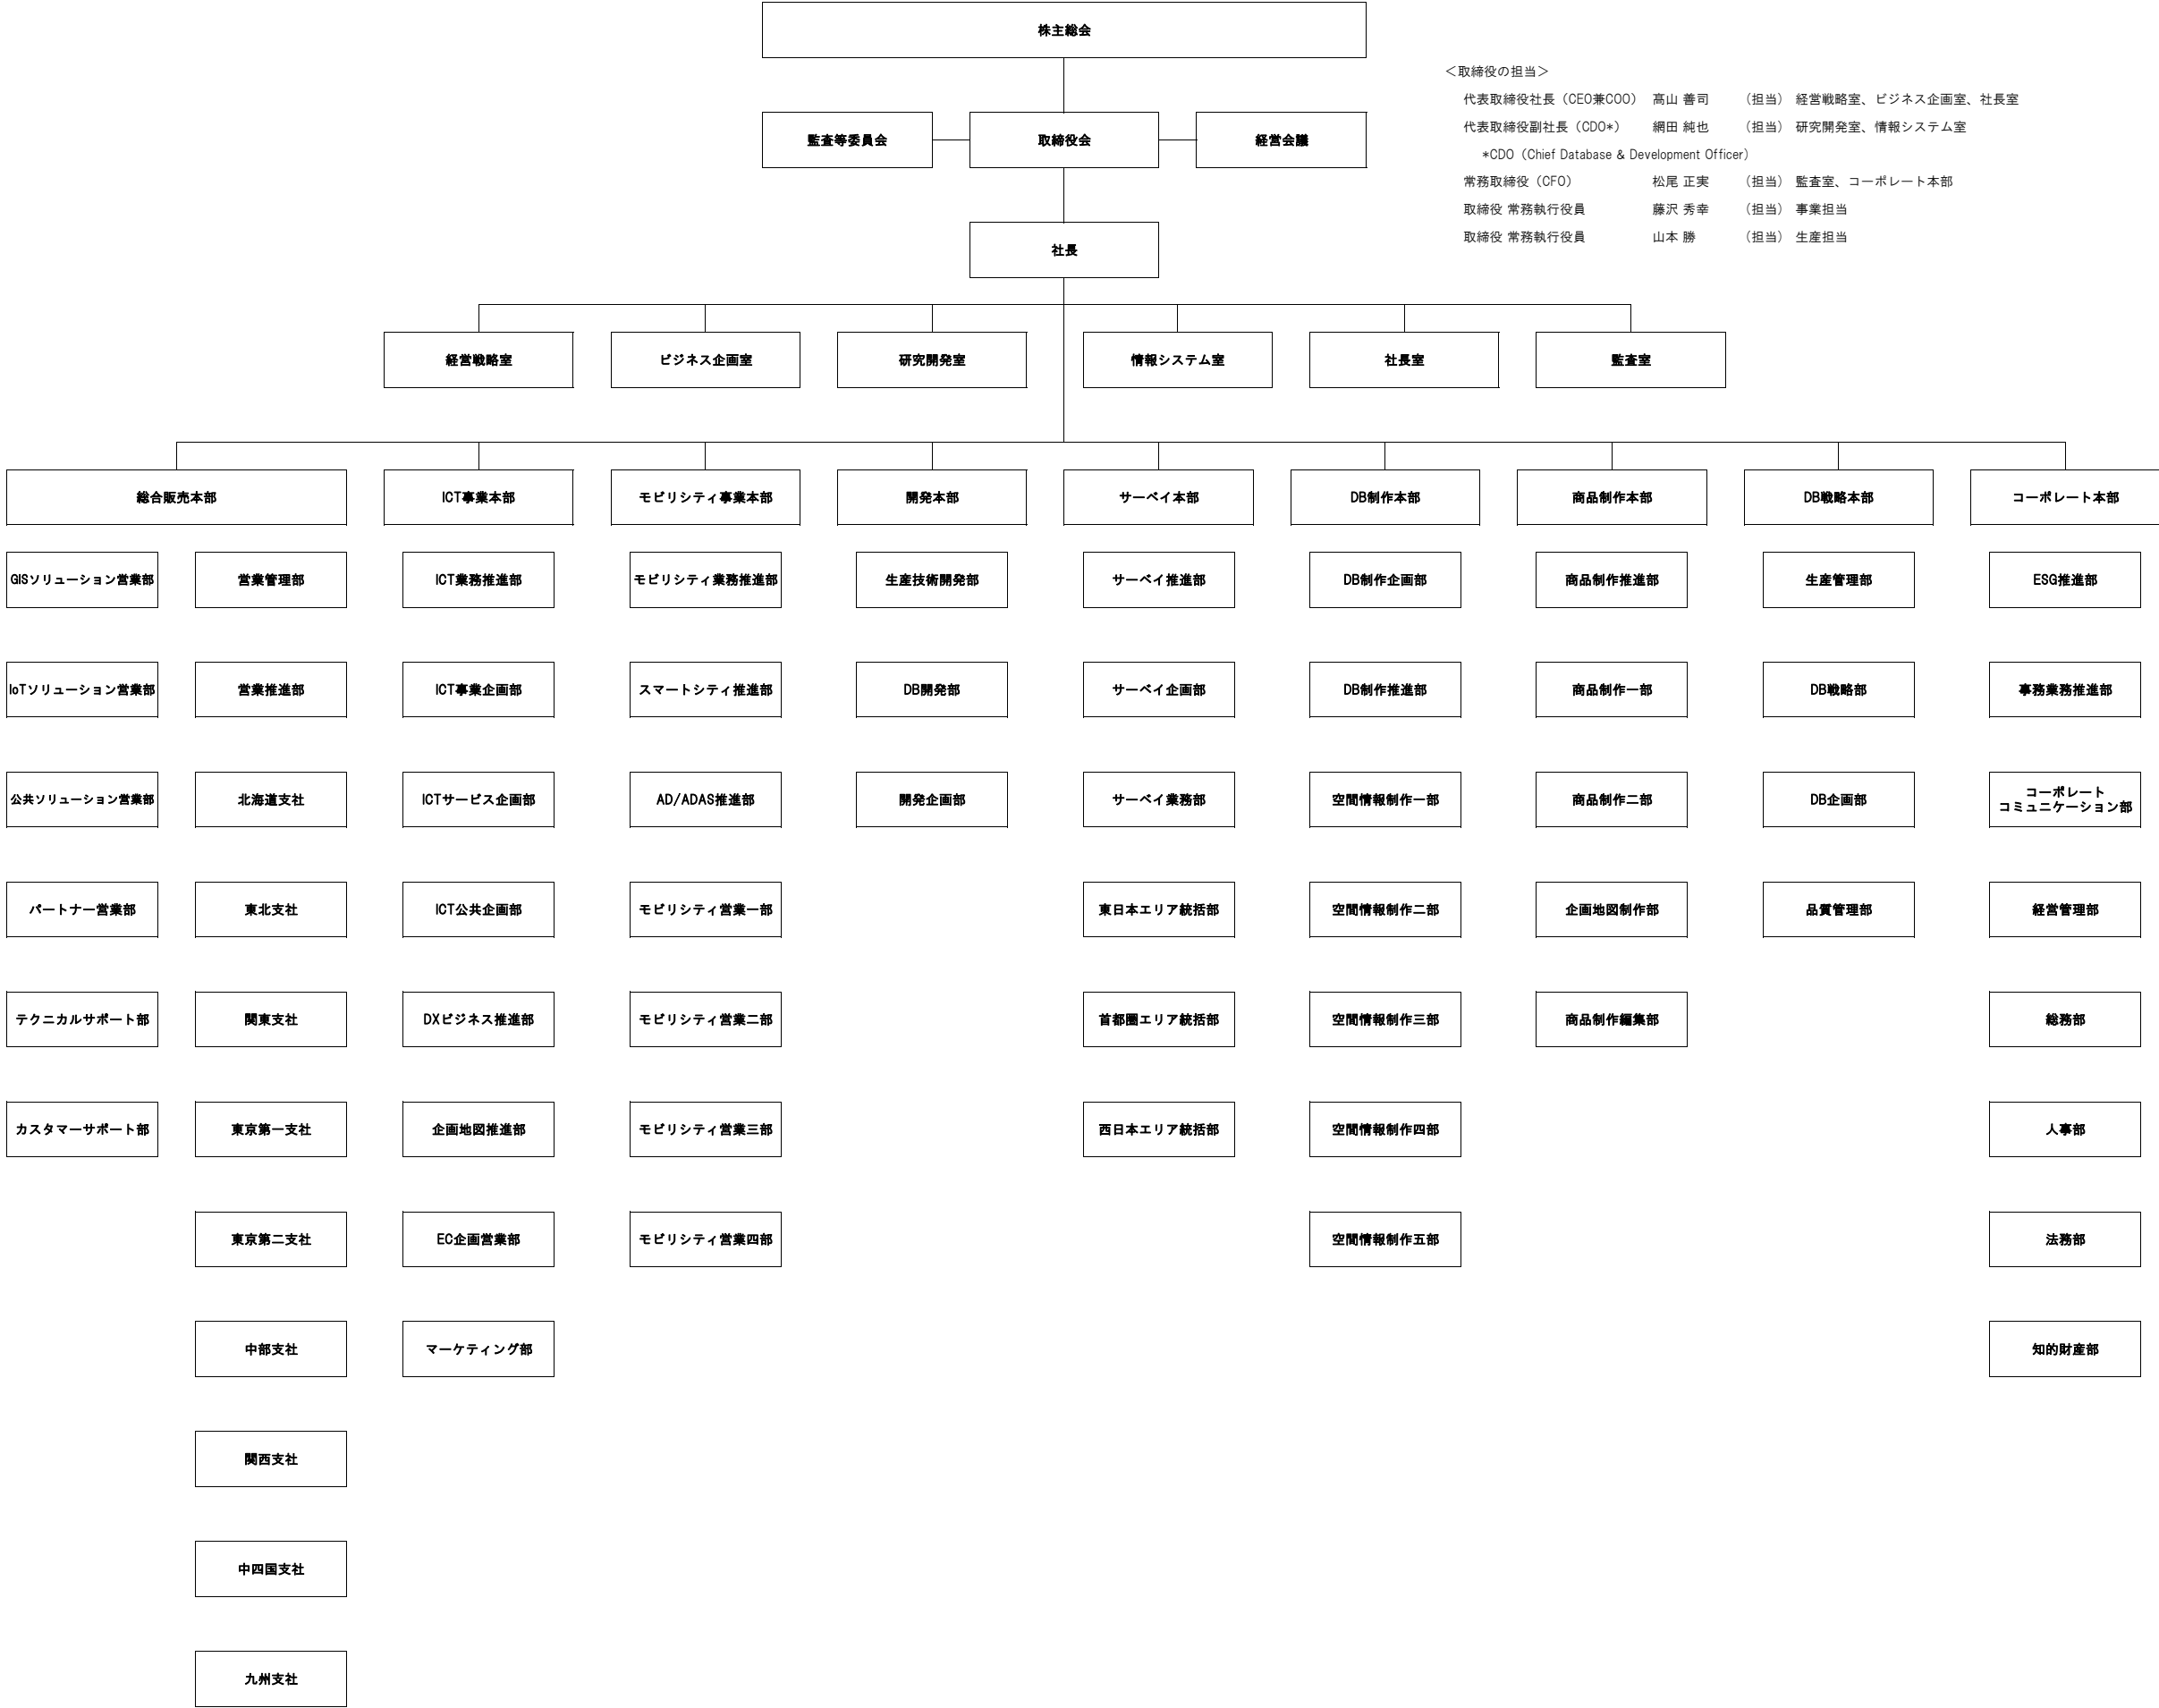 株主総会
＜取締役の担当＞
代表取締役社長（CEO兼COO） 髙山 善司 （担当） 経営戦略室、ビジネス企画室、社長室
代表取締役副社長（CDO*） 網田 純也 （担当） 研究開発室、情報システム室
*CDO（Chief Database & Development Officer）
常務取締役（CFO） 松尾 正実 （担当） 監査室、コーポレート本部
取締役 常務執行役員 藤沢 秀幸 （担当） 事業担当
取締役 常務執行役員 山本 勝 （担当） 生産担当
監査等委員会 取締役会 経営会議
社長
経営戦略室 ビジネス企画室 研究開発室 情報システム室 社長室 監査室
総合販売本部 ICT事業本部 モビリシティ事業本部 開発本部 サーベイ本部 DB制作本部 商品制作本部 DB戦略本部 コーポレート本部
GISソリューション営業部 営業管理部 ICT業務推進部 モビリシティ業務推進部 生産技術開発部 サーベイ推進部 DB制作企画部 商品制作推進部 生産管理部 ESG推進部
IoTソリューション営業部 営業推進部 ICT事業企画部 スマートシティ推進部 DB開発部 サーベイ企画部 DB制作推進部 商品制作一部 DB戦略部 事務業務推進部
公共ソリューション営業部 北海道支社 ICTサービス企画部 AD/ADAS推進部 開発企画部 サーベイ業務部 空間情報制作一部 商品制作二部 DB企画部 コーポレート
コミュニケーション部
パートナー営業部 東北支社 ICT公共企画部 モビリシティ営業一部 東日本エリア統括部 空間情報制作二部 企画地図制作部 品質管理部 経営管理部
テクニカルサポート部 関東支社 DXビジネス推進部 モビリシティ営業二部 首都圏エリア統括部 空間情報制作三部 商品制作編集部 総務部
カスタマーサポート部 東京第一支社 企画地図推進部 モビリシティ営業三部 西日本エリア統括部 空間情報制作四部 人事部
東京第二支社 EC企画営業部 モビリシティ営業四部 空間情報制作五部 法務部
中部支社 マーケティング部 知的財産部
関西支社
中四国支社
九州支社